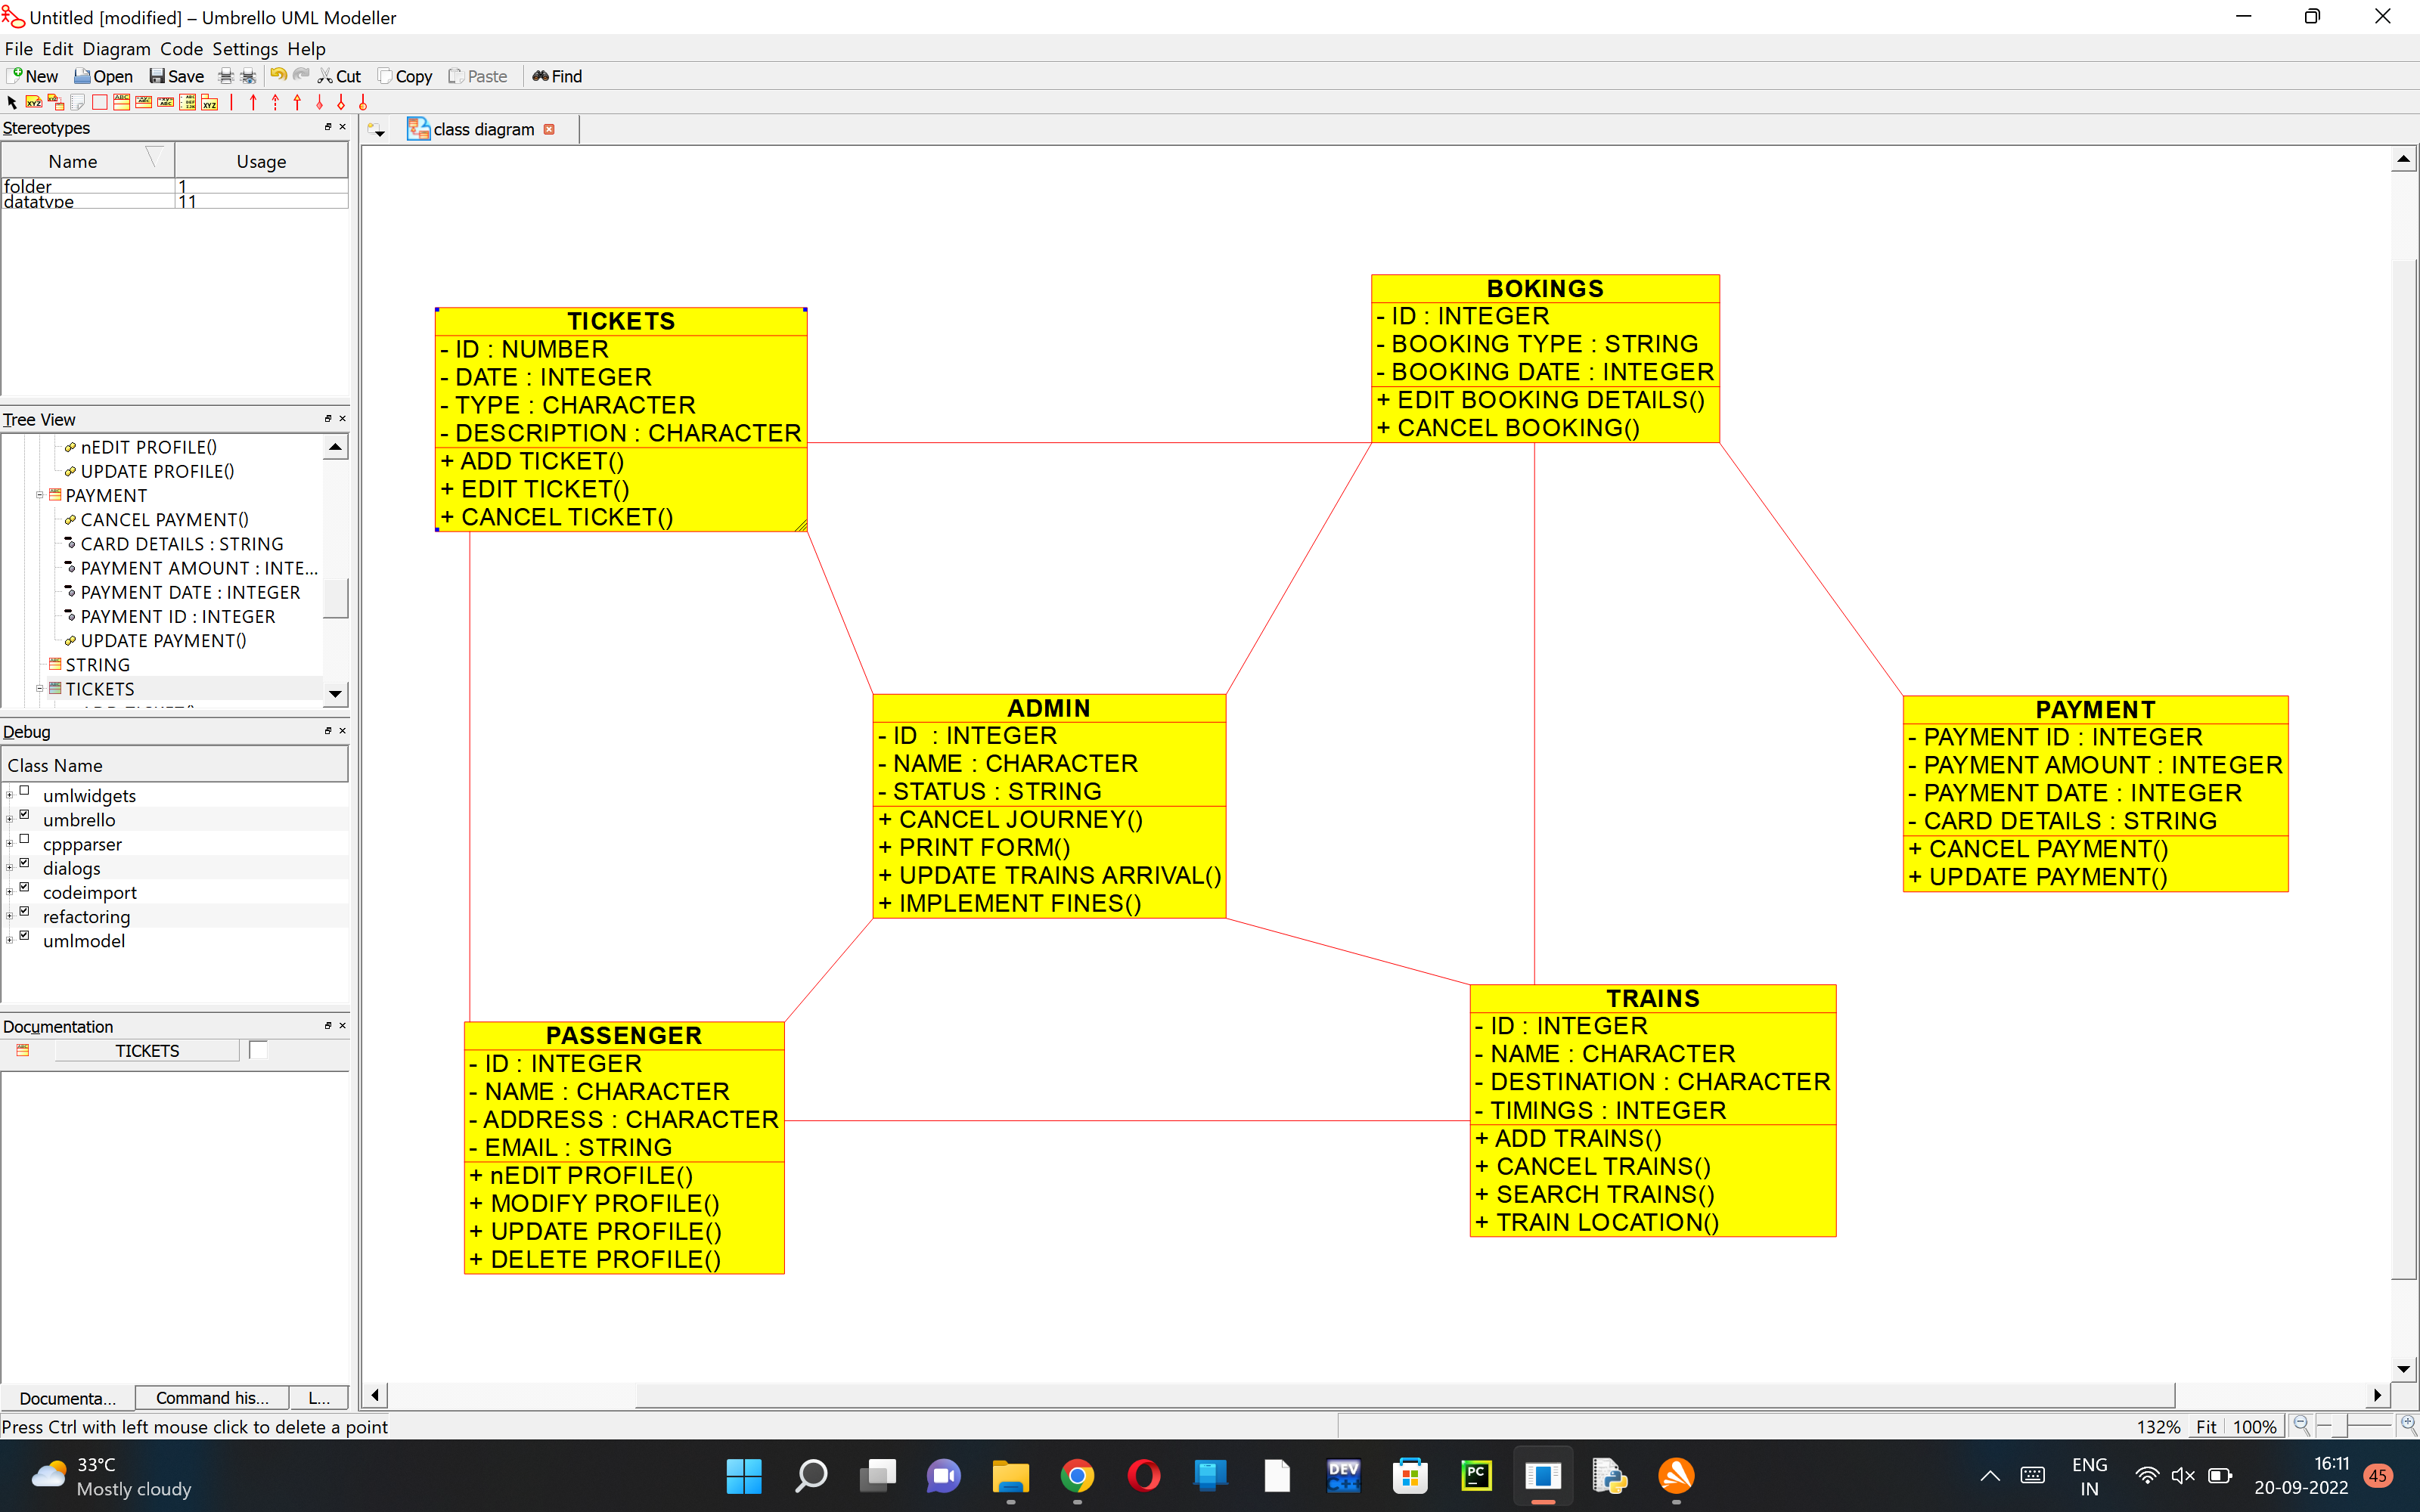 Untitled [modified] – Umbrello UML Modeller
File Edit Diagram Code Settings Help
New Open Save Cut Copy Paste Find
Stereotypes
Name Usage
folder 1
datatype 11
Tree View
nEDIT PROFILE()
UPDATE PROFILE()
PAYMENT
CANCEL PAYMENT()
CARD DETAILS : STRING
PAYMENT AMOUNT : INTE...
PAYMENT DATE : INTEGER
PAYMENT ID : INTEGER
UPDATE PAYMENT()
STRING
TICKETS
Debug
Class Name
umlwidgets
umbrello
cppparser
dialogs
codeimport
refactoring
umlmodel
Documentation
TICKETS
Documenta... Command his... L...
class diagram
TICKETS
- ID : NUMBER
- DATE : INTEGER
- TYPE : CHARACTER
- DESCRIPTION : CHARACTER
+ ADD TICKET()
+ EDIT TICKET()
+ CANCEL TICKET()
BOKINGS
- ID : INTEGER
- BOOKING TYPE : STRING
- BOOKING DATE : INTEGER
+ EDIT BOOKING DETAILS()
+ CANCEL BOOKING()
ADMIN
- ID : INTEGER
- NAME : CHARACTER
- STATUS : STRING
+ CANCEL JOURNEY()
+ PRINT FORM()
+ UPDATE TRAINS ARRIVAL()
+ IMPLEMENT FINES()
PAYMENT
- PAYMENT ID : INTEGER
- PAYMENT AMOUNT : INTEGER
- PAYMENT DATE : INTEGER
- CARD DETAILS : STRING
+ CANCEL PAYMENT()
+ UPDATE PAYMENT()
PASSENGER
- ID : INTEGER
- NAME : CHARACTER
- ADDRESS : CHARACTER
- EMAIL : STRING
+ nEDIT PROFILE()
+ MODIFY PROFILE()
+ UPDATE PROFILE()
+ DELETE PROFILE()
TRAINS
- ID : INTEGER
- NAME : CHARACTER
- DESTINATION : CHARACTER
- TIMINGS : INTEGER
+ ADD TRAINS()
+ CANCEL TRAINS()
+ SEARCH TRAINS()
+ TRAIN LOCATION()
Press Ctrl with left mouse click to delete a point
132% Fit 100%
33°C
Mostly cloudy
DEV
C++
PC
ENG
IN
16:11
20-09-2022
45